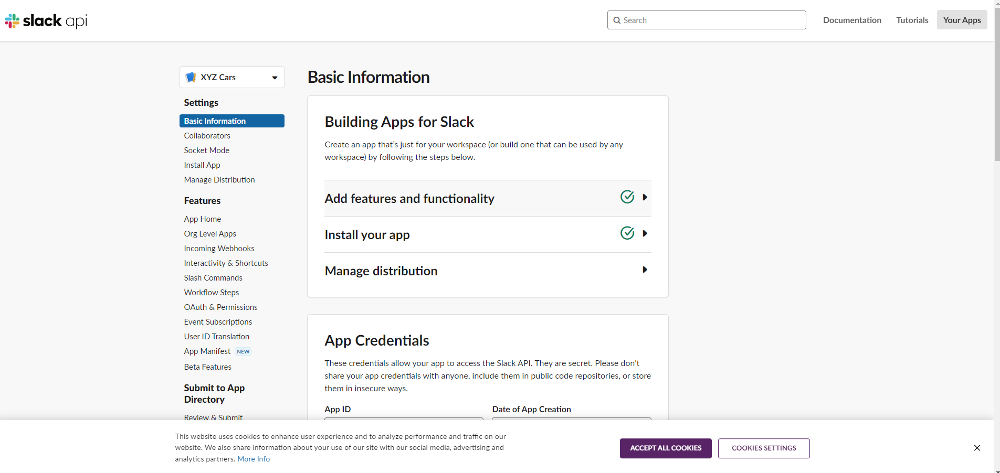 slack api
Search
Documentation
Tutorials
Your Apps
XYZ Cars
Settings
Basic Information
Collaborators
Socket Mode
Install App
Manage Distribution
Features
App Home
Org Level Apps
Incoming Webhooks
Interactivity & Shortcuts
Slash Commands
Workflow Steps
OAuth & Permissions
Event Subscriptions
User ID Translation
App Manifest NEW
Beta Features
Submit to App
Directory
Review & Submit
Basic Information
Building Apps for Slack
Create an app that's just for your workspace (or build one that can be used by any
workspace) by following the steps below.
Add features and functionality
Install your app
Manage distribution
App Credentials
These credentials allow your app to access the Slack API. They are secret. Please don't
share your app credentials with anyone, include them in public code repositories, or store
them in insecure ways.
App ID
Date of App Creation
This website uses cookies to enhance user experience and to analyze performance and traffic on our
website. We also share information about your use of our site with our social media, advertising and
analytics partners. More Info
ACCEPT ALL COOKIES
COOKIES SETTINGS